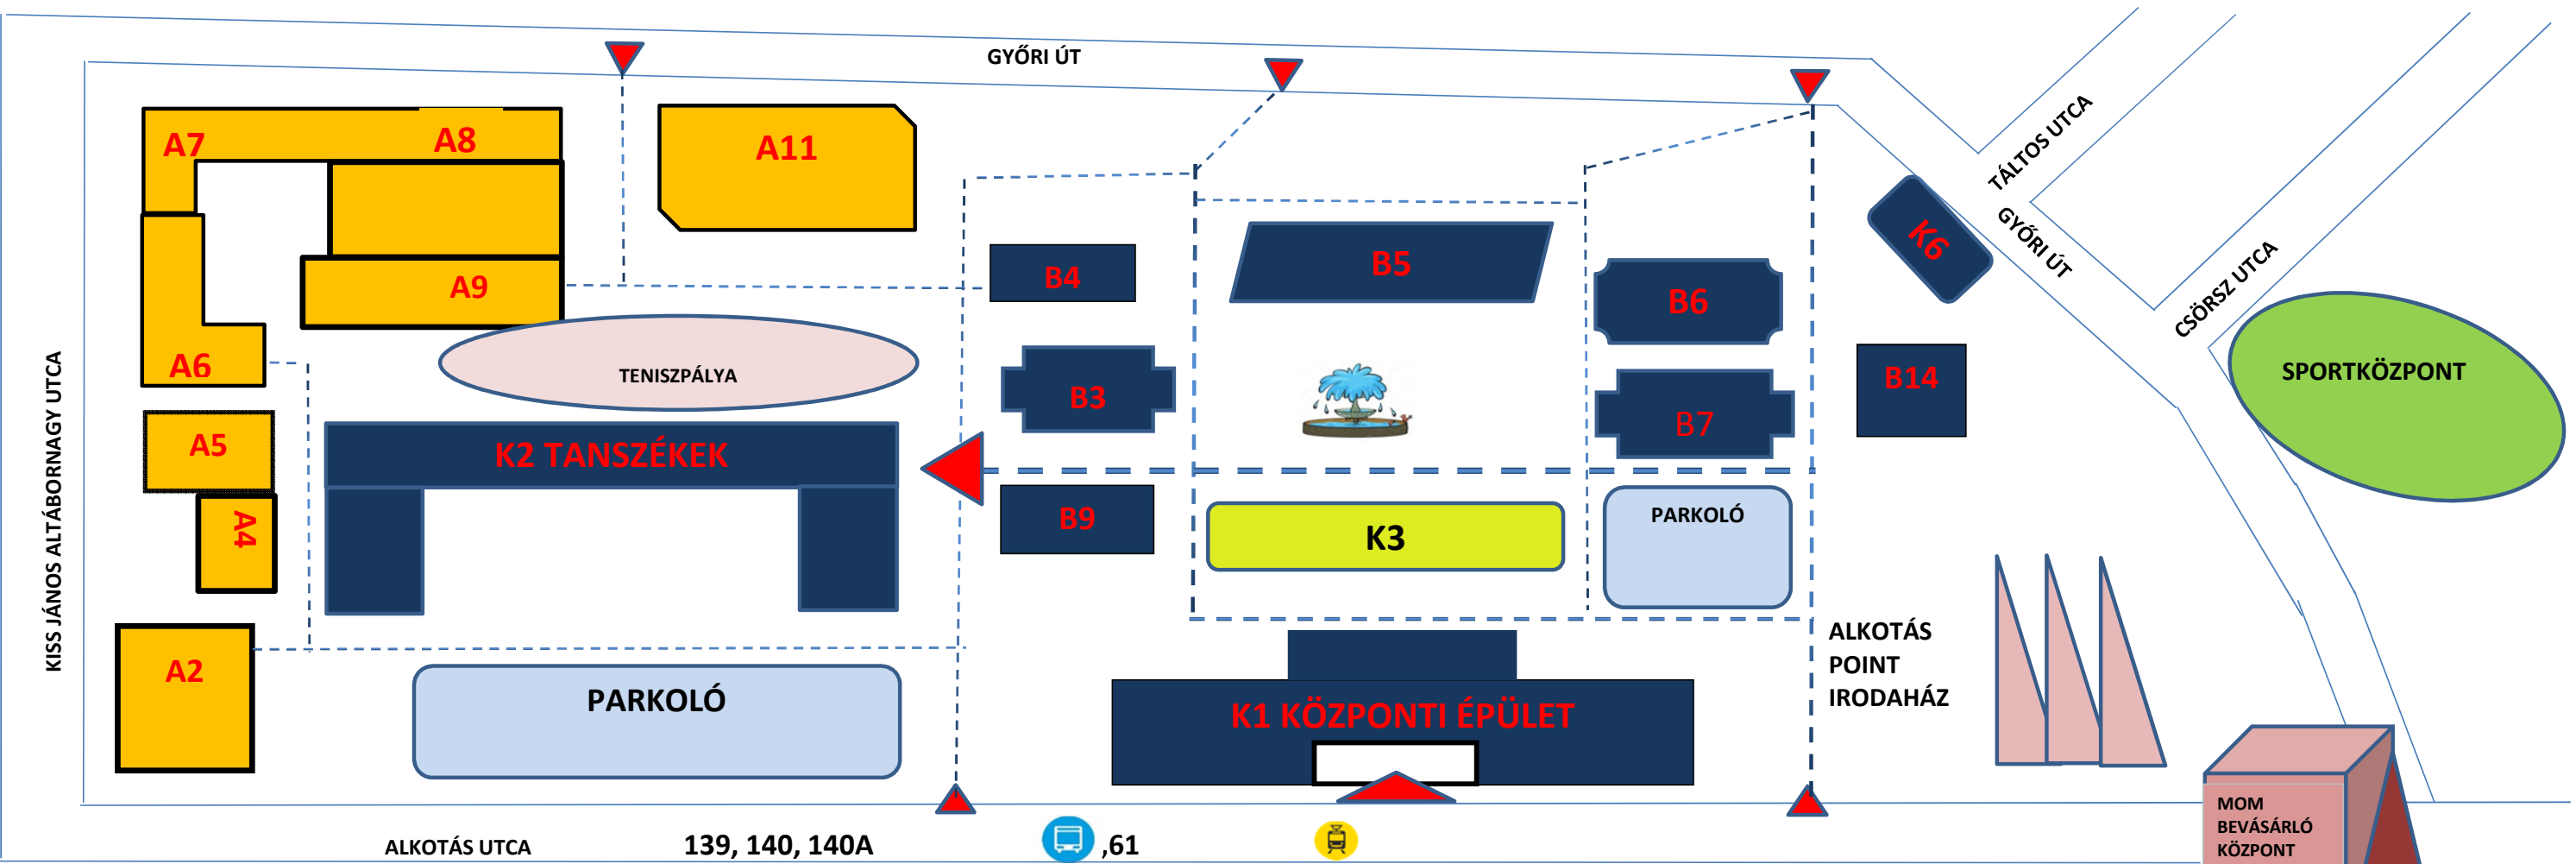 GYŐRI ÚT
TÁLTOS UTCA
GYŐRI ÚT
CSÖRSZ UTCA
SPORTKÖZPONT
KISS JÁNOS ALTÁBORNAGY UTCA
A7
A8
A11
A9
A6
A5
A4
A2
TENISZPÁLYA
K2 TANSZÉKEK
PARKOLÓ
B4
B3
B9
B5
K3
B6
B7
PARKOLÓ
K6
B14
K1 KÖZPONTI ÉPÜLET
ALKOTÁS
POINT
IRODAHÁZ
MOM
BEVÁSÁRLÓ
KÖZPONT
ALKOTÁS UTCA 139, 140, 140A ,61